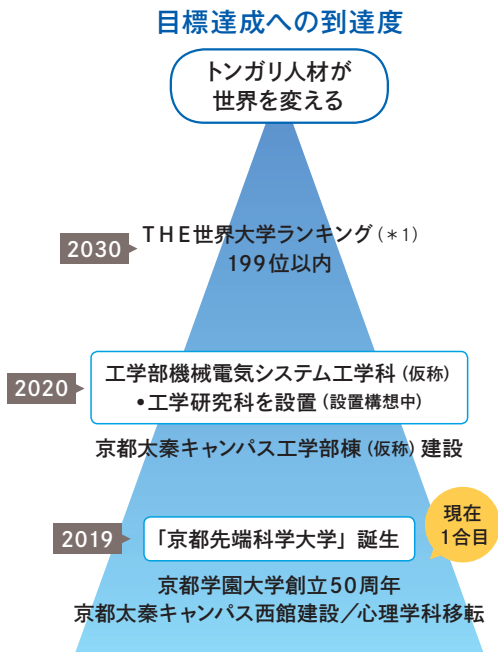 目標達成への到達度
トンガリ人材が
世界を変える
2030
THE世界大学ランキング(＊1)
199位以内
2020
工学部機械電気システム工学科(仮称)
•工学研究科を設置(設置構想中)
京都太秦キャンパス工学部棟(仮称)建設
現在
1合目
2019
「京都先端科学大学」誕生
京都学園大学創立50周年
京都太秦キャンパス西館建設／心理学科移転